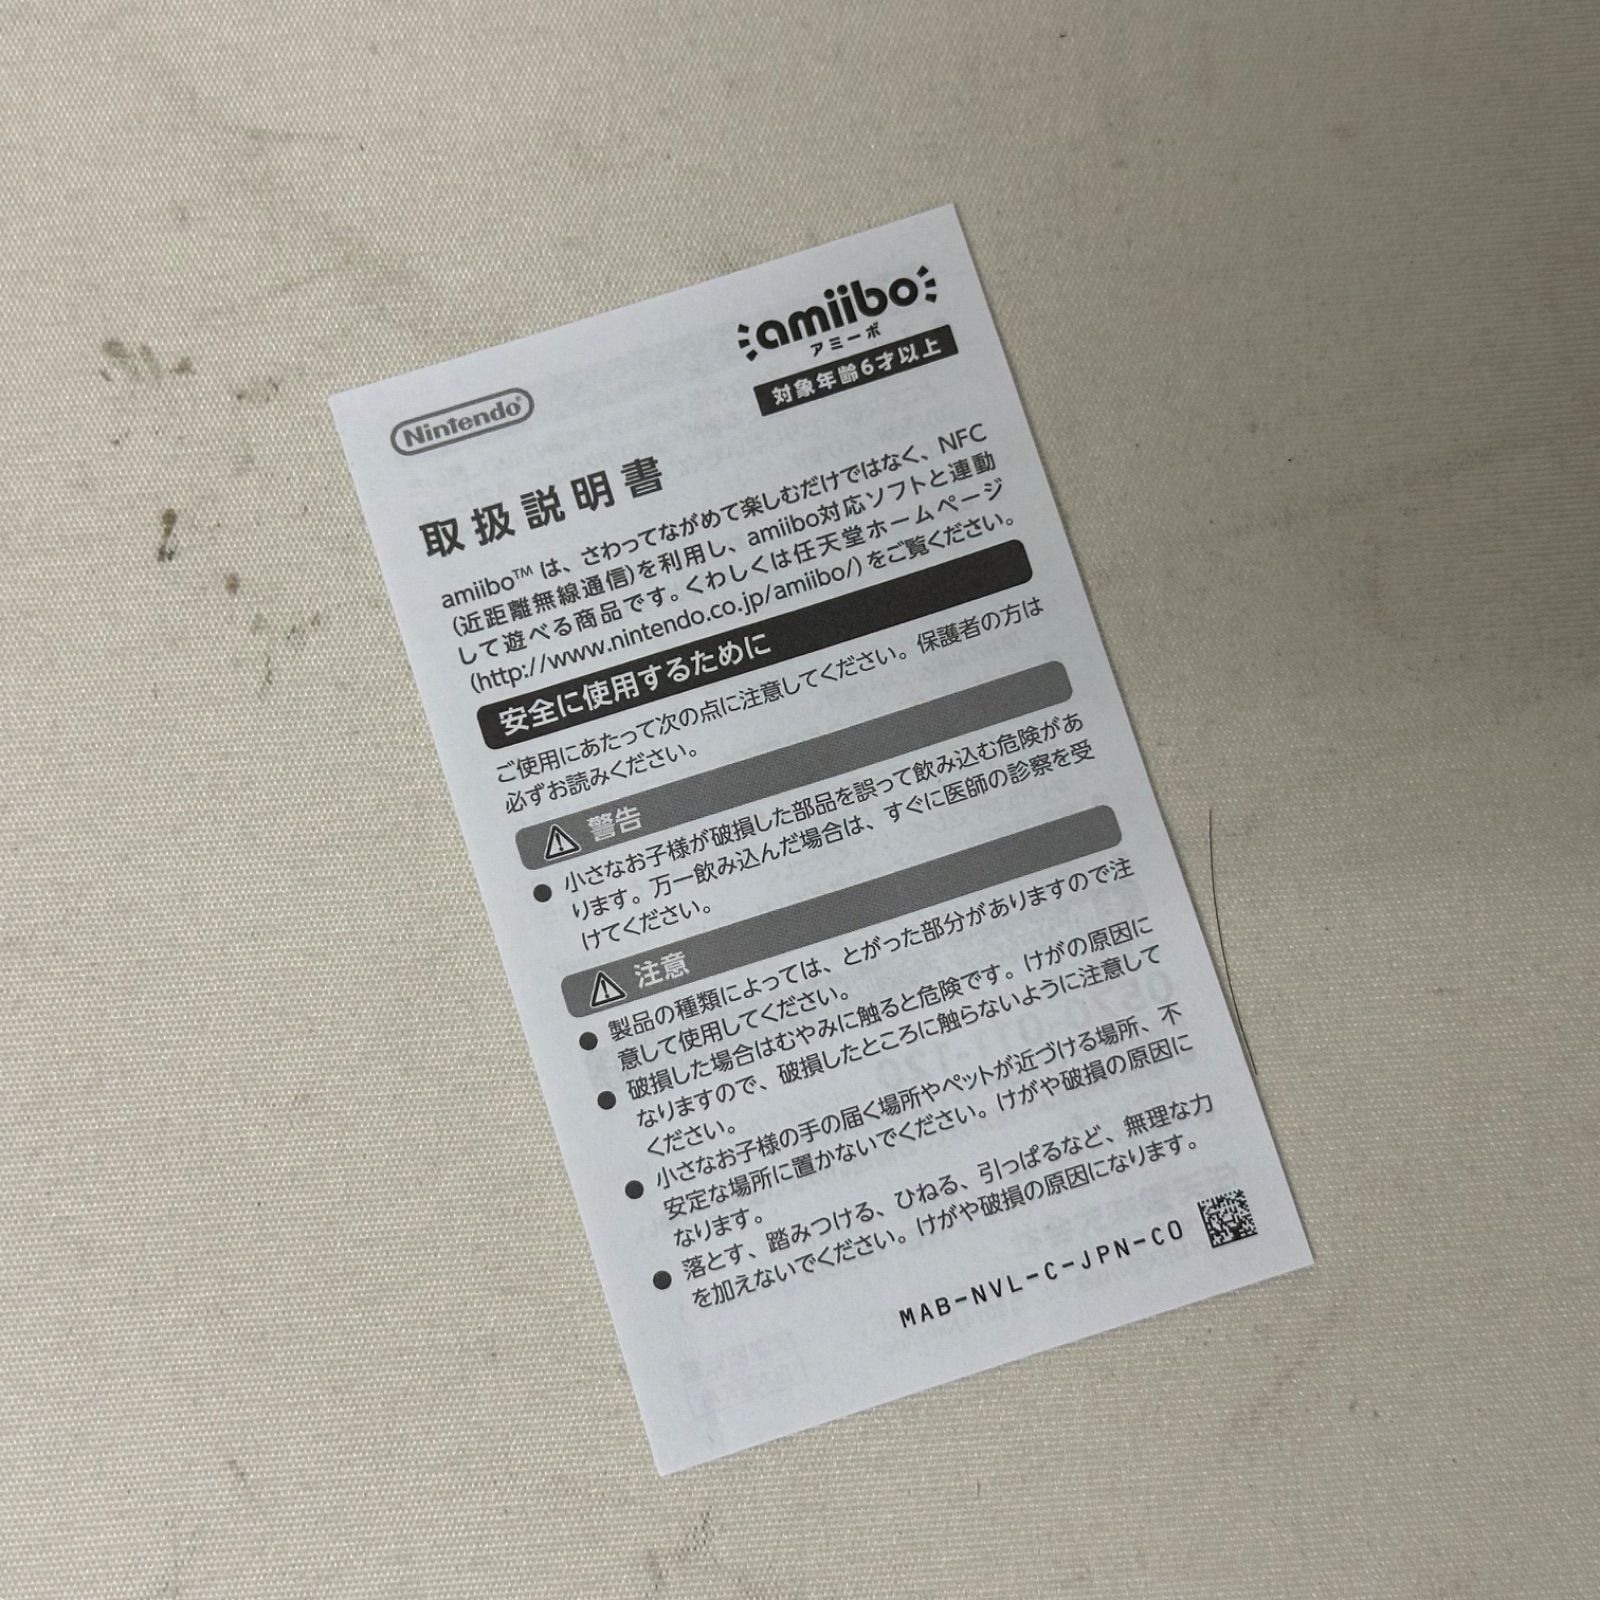 Nintendo
amiibo
アミーボ
対象年齢6才以上
取扱説明書
amiibo™ は、さわってながめて楽しむだけではなく、NFC
(近距離無線通信)を利用し、amiibo対応ソフトと連動
して遊べる商品です。くわしくは任天堂ホームページ
(http://www.nintendo.co.jp/amiibo/)をご覧ください。
安全に使用するために
ご使用にあたって次の点に注意してください。保護者の方は
必ずお読みください。
警告
● 小さなお子様が破損した部品を誤って飲み込む危険があ
ります。万一飲み込んだ場合は、すぐに医師の診察を受
けてください。
注意
● 製品の種類によっては、とがった部分がありますので注
意して使用してください。
● 破損した場合はむやみに触ると危険です。けがの原因に
なりますので、破損したところに触らないように注意して
ください。
● 小さなお子様の手の届く場所やペットが近づける場所、不
安定な場所に置かないでください。けがや破損の原因に
なります。
● 落とす、踏みつける、ひねる、引っぱるなど、無理な力
を加えないでください。けがや破損の原因になります。
MAB-NVL-C-JPN-C0